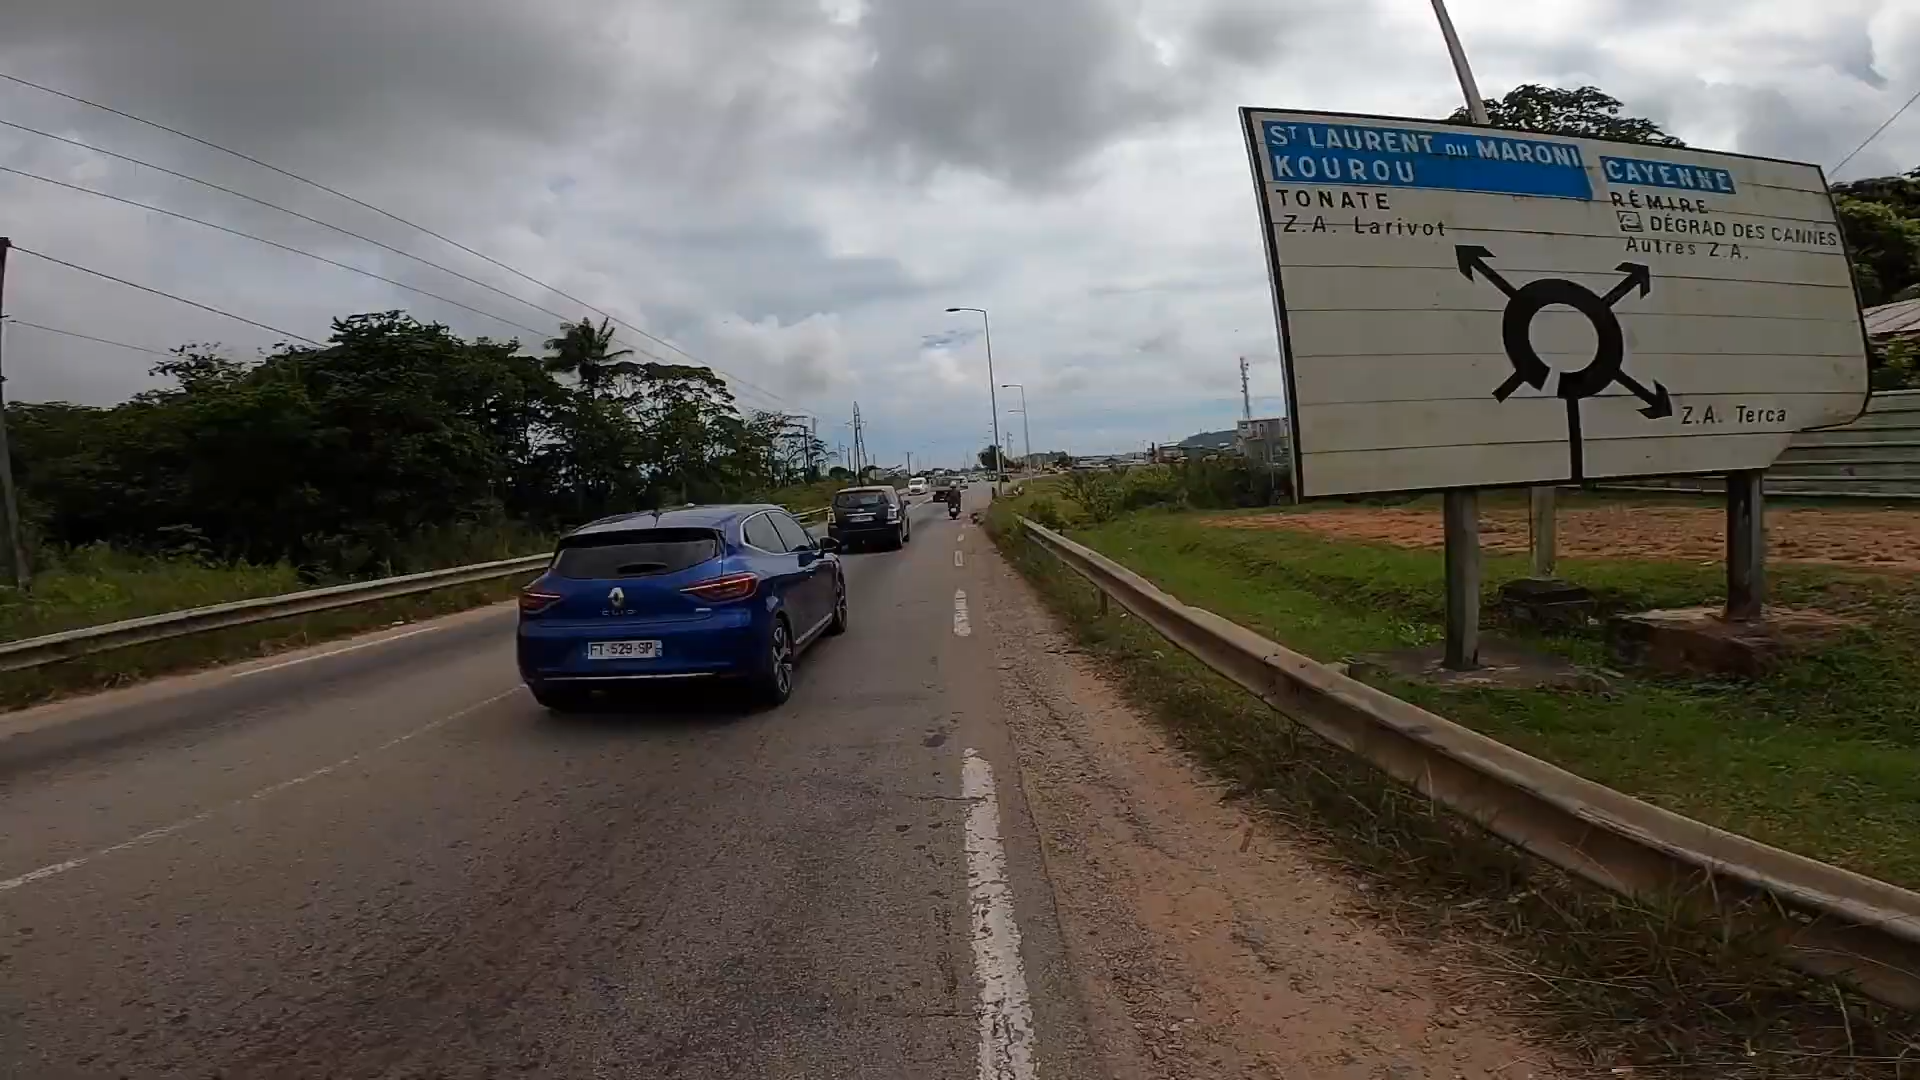 ST LAURENT DU MARONI
KOUROU
TONATE
Z.A. Larivot
CAYENNE
RÉMIRE
DÉGRAD DES CANNES
Autres Z.A.
Z.A. Terca
CLIO
FT-529-SP